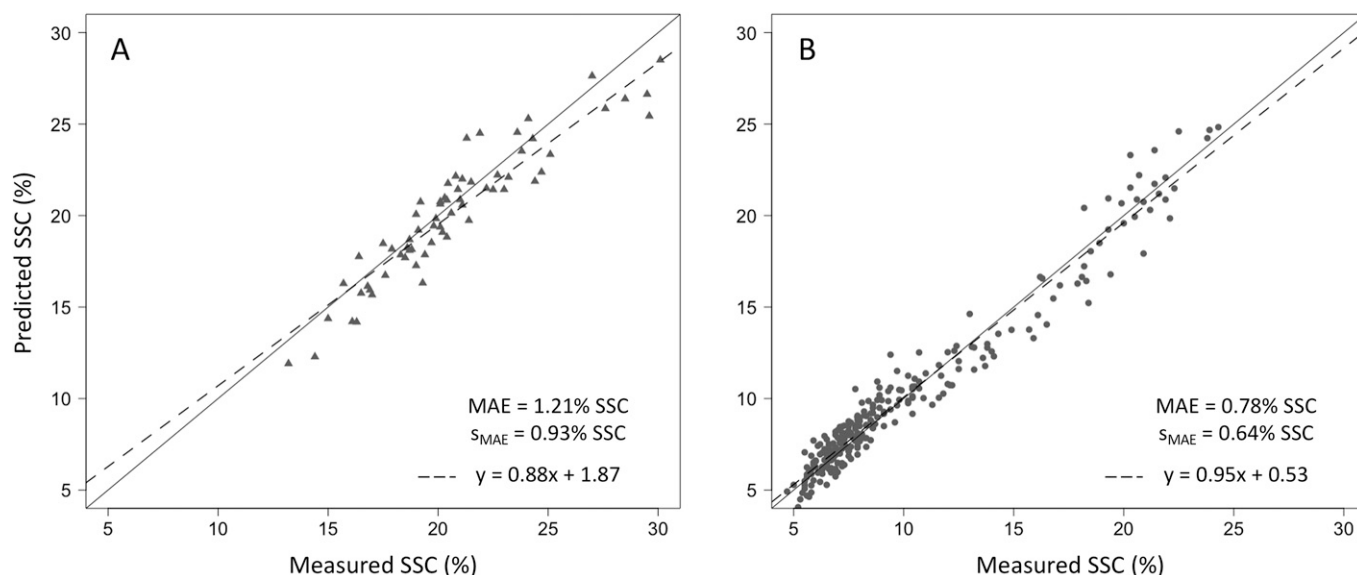 A
30
25
20
15
10
5
Predicted SSC (%)
MAE = 1.21% SSC
sMAE = 0.93% SSC
y = 0.88x + 1.87
5 10 15 20 25 30
Measured SSC (%)
B
30
25
20
15
10
5
MAE = 0.78% SSC
sMAE = 0.64% SSC
y = 0.95x + 0.53
5 10 15 20 25 30
Measured SSC (%)